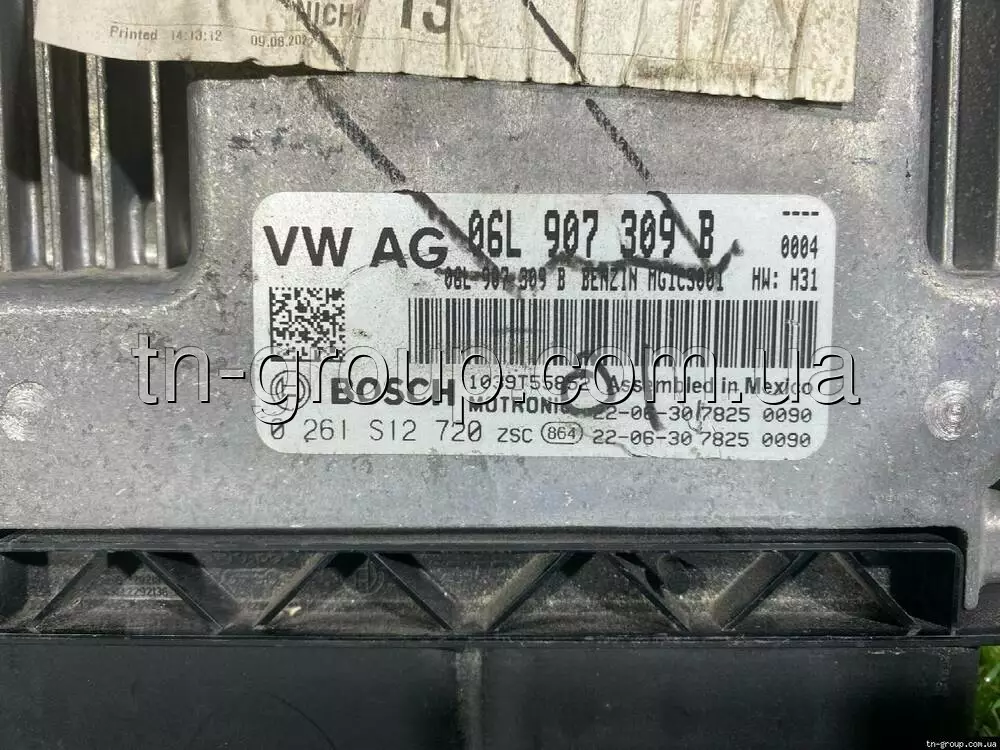 NICHT 13
Printed 14:13:12 09.08.2022
VW AG 06L 907 309 B ---- 0004
06L 907 309 B BENZIN MG1CS001 HW: H31
tn-group.com.ua
BOSCH 1039T55852 Assembled in Mexico
MOTRONIC 22-06-30 7825 0090
0 261 S12 720 ZSC 864 22-06-30 7825 0090
tn-group.com.ua